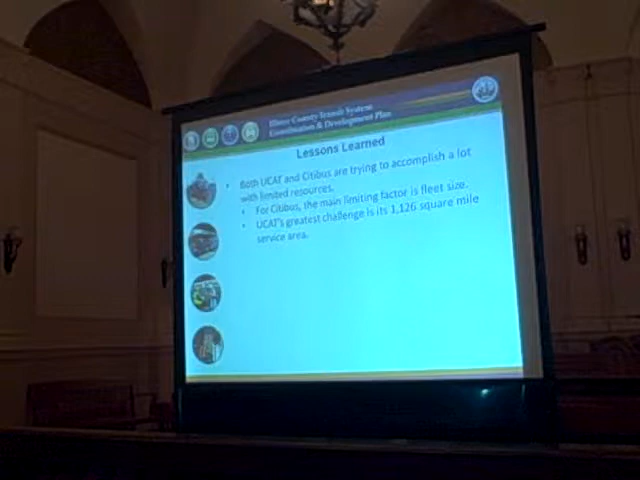 Ulster County Transit System
Coordination & Development Plan
Lessons Learned
• Both UCAT and Citibus are trying to accomplish a lot
with limited resources.
• For Citibus, the main limiting factor is fleet size.
• UCAT's greatest challenge is its 1,126 square mile
service area.